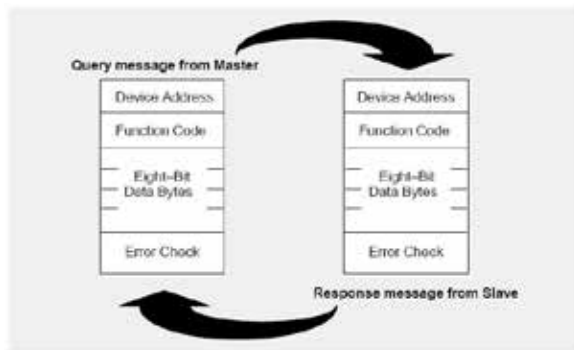 Query message from Master
Device Address
Function Code
Eight-Bit
Data Bytes
Error Check
Device Address
Function Code
Eight-Bit
Data Bytes
Error Check
Response message from Slave